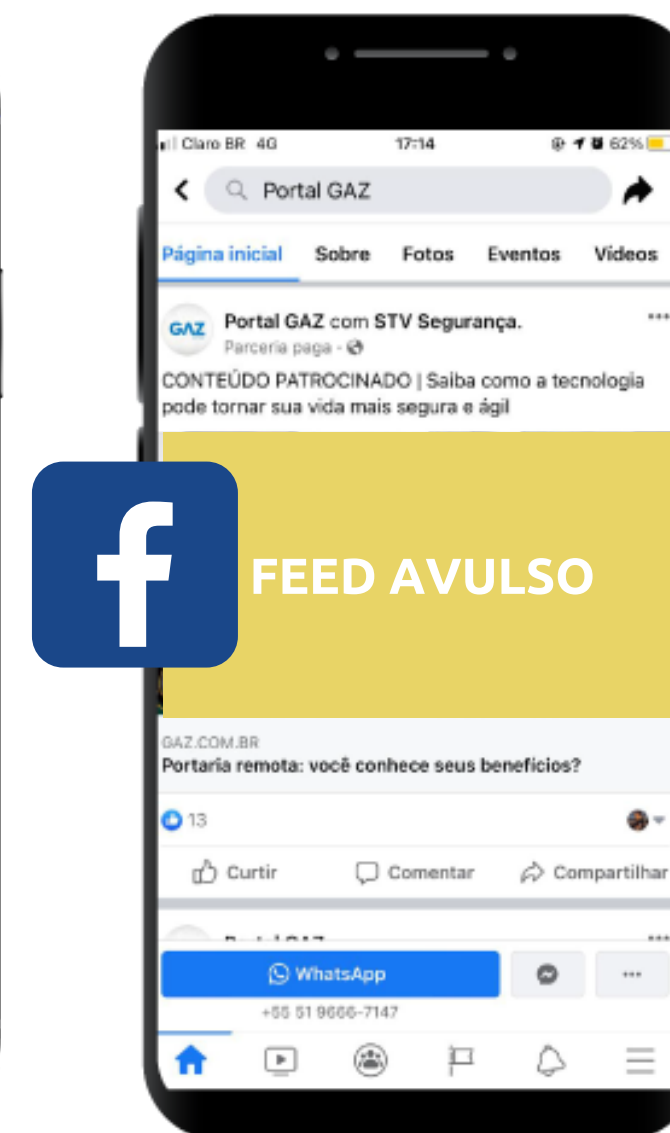 Claro BR 4G 17:14 62%
Portal GAZ
Página inicial Sobre Fotos Eventos Vídeos
GAZ
Portal GAZ com STV Segurança.
Parceria paga
CONTEÚDO PATROCINADO | Saiba como a tecnologia
pode tornar sua vida mais segura e ágil
f
FEED AVULSO
GAZ.COM.BR
Portaria remota: você conhece seus benefícios?
13
Curtir Comentar Compartilhar
WhatsApp
+55 51 9666-7147